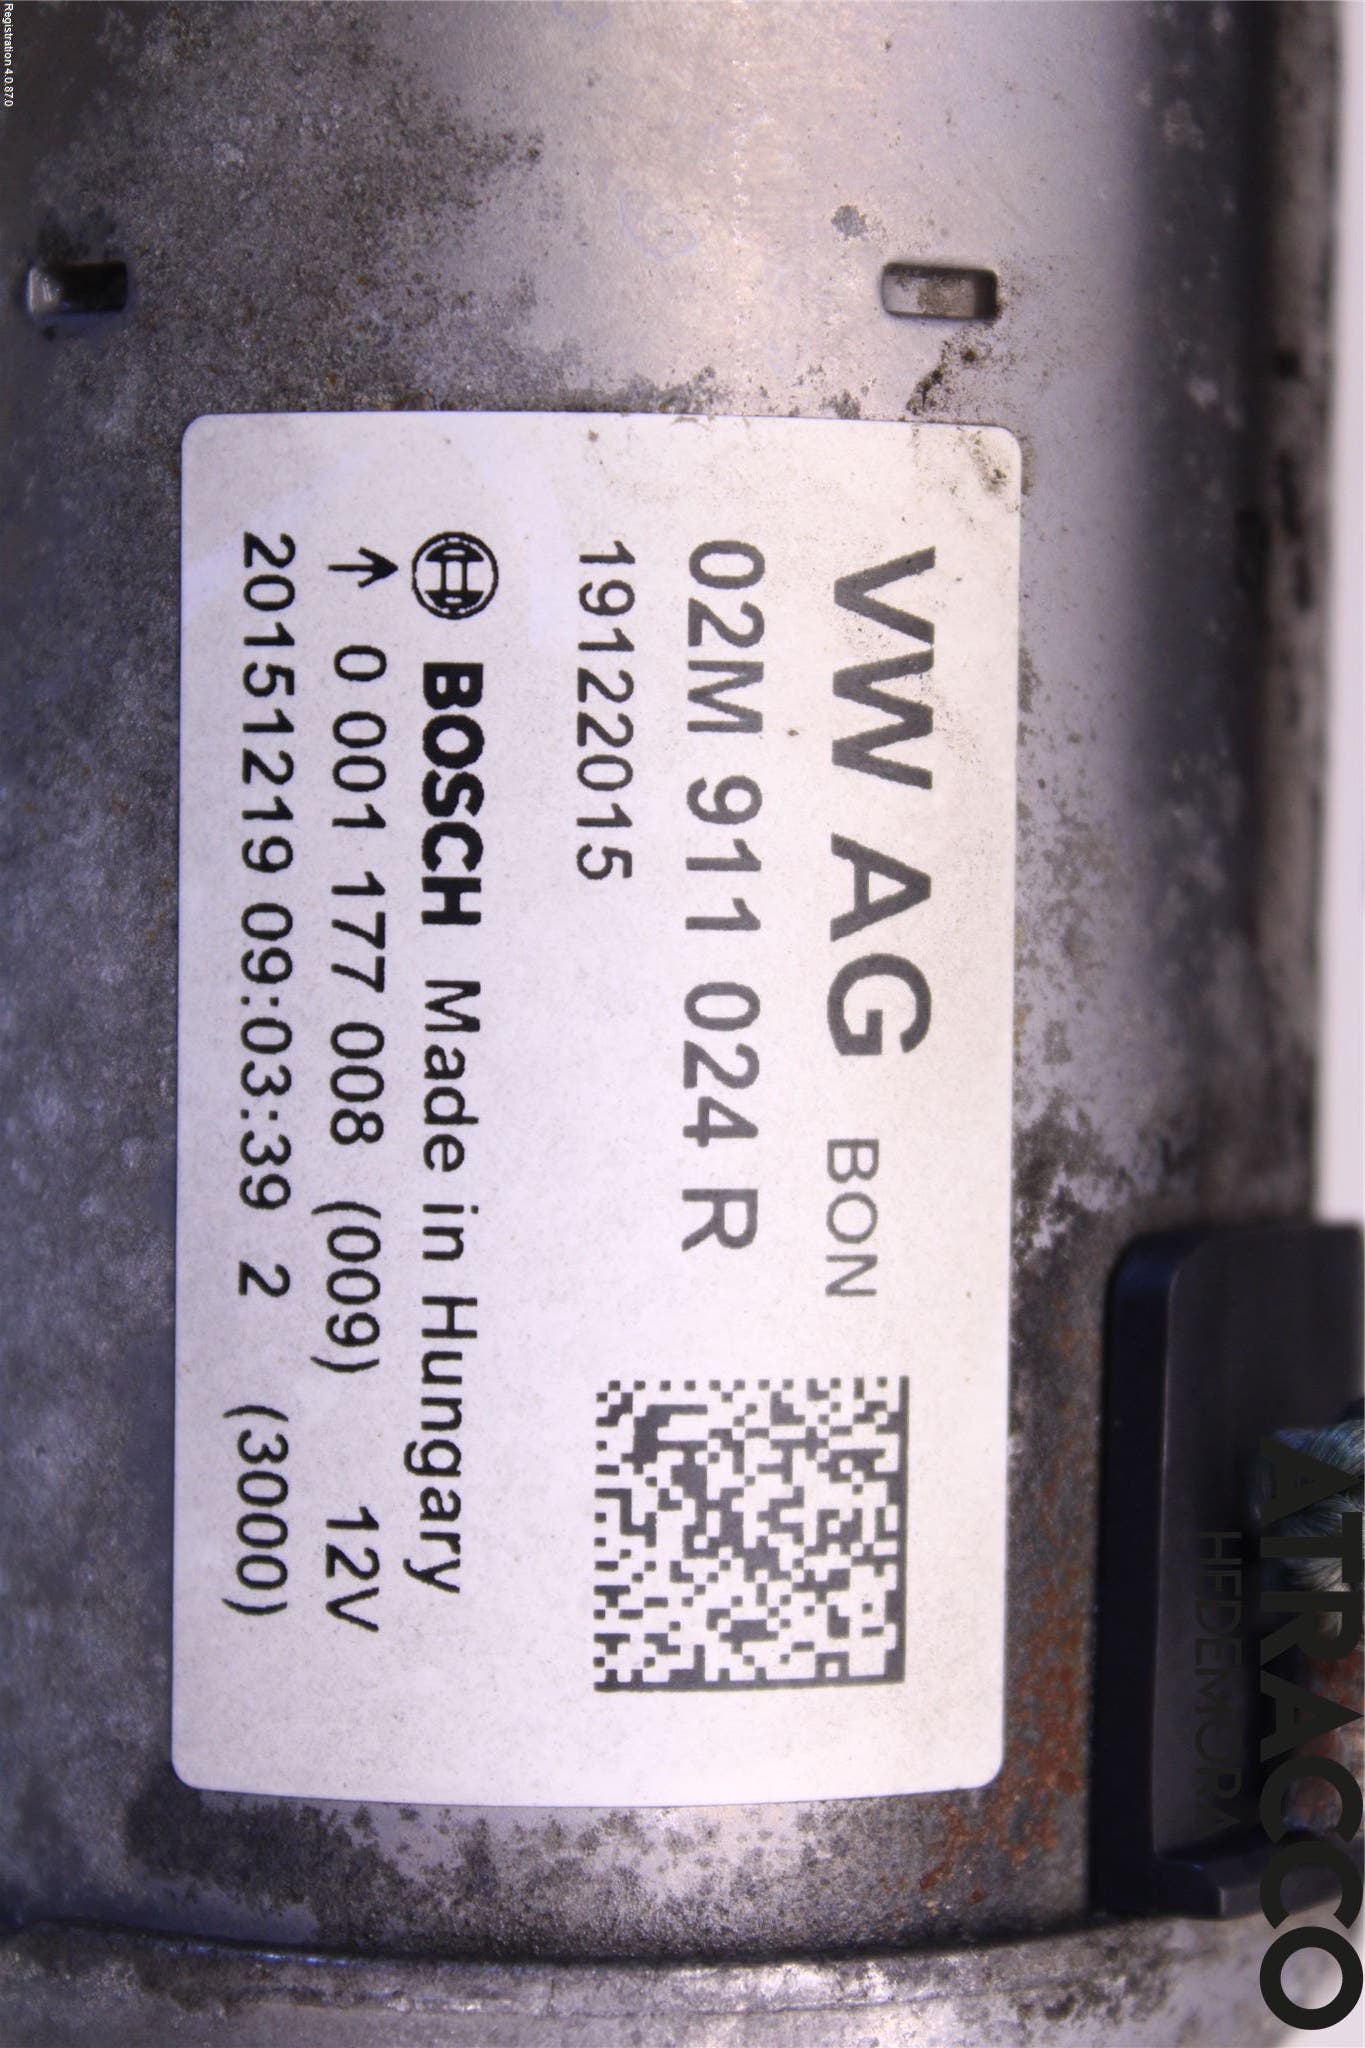 Registration 4.0.87.0
VW AG BON
02M 911 024 R
19122015
BOSCH Made in Hungary
→ 0 001 177 008 (009) 12V
20151219 09:03:39 2 (3000)
ATRACCO
HEDEMORA